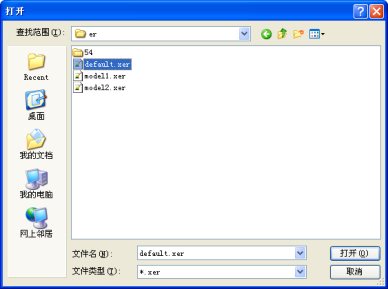 打开
查找范围(I):
er
54
default.xer
model1.xer
model2.xer
Recent
桌面
我的文档
我的电脑
网上邻居
文件名(N):
default.xer
打开(O)
文件类型(T):
*.xer
取消